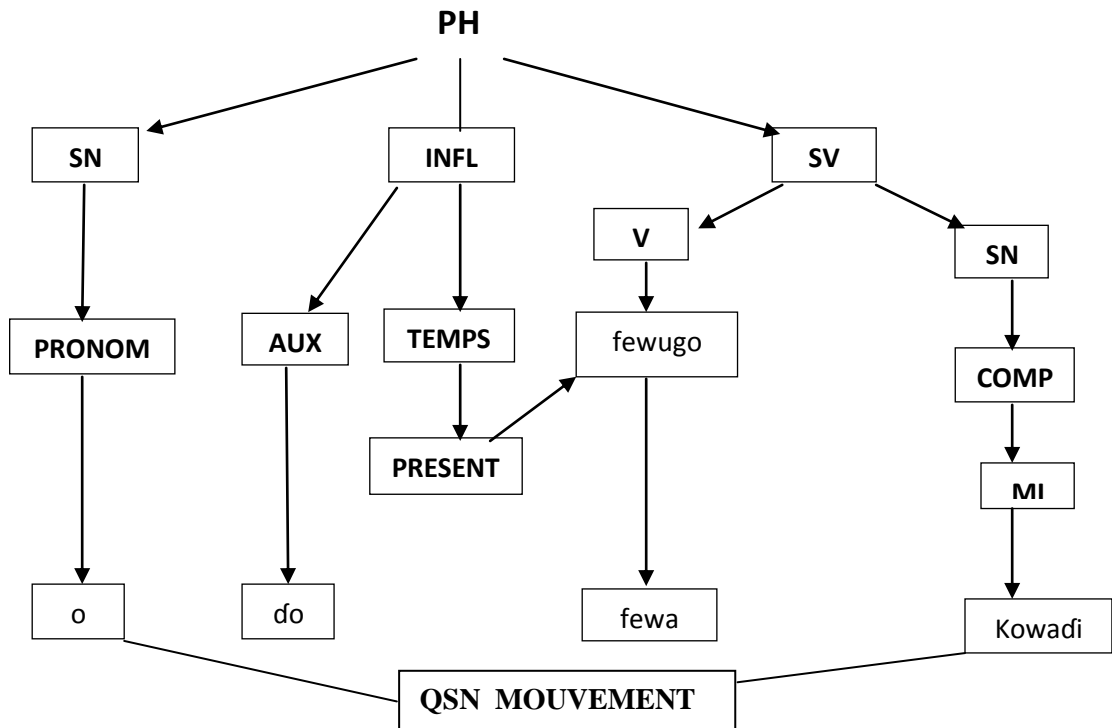 PH
SN INFL SV
V
SN
PRONOM AUX TEMPS fewugo
COMP
PRESENT
MI
o ɗo fewa Kowaɗi
QSN MOUVEMENT